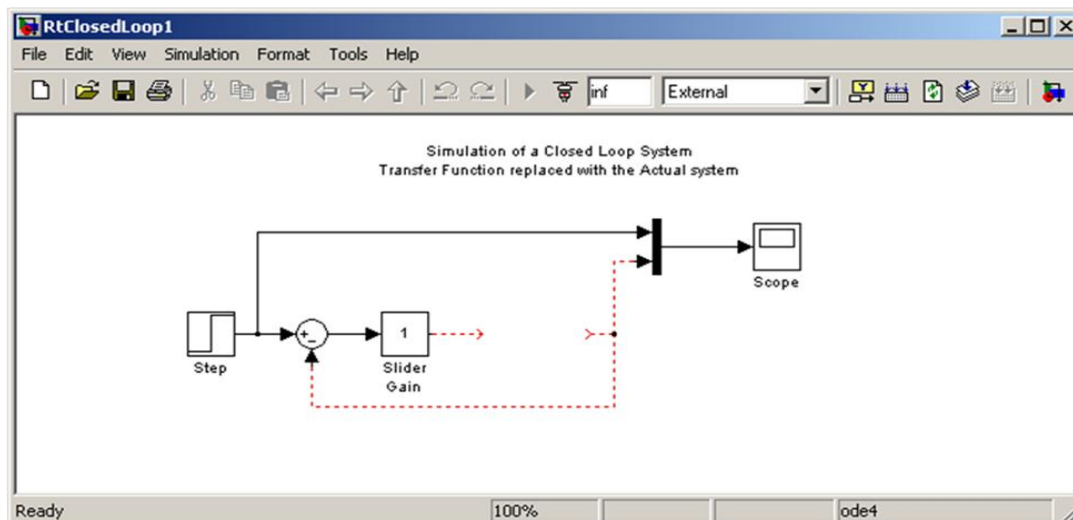 RtClosedLoop1
File Edit View Simulation Format Tools Help
inf External
Simulation of a Closed Loop System
Transfer Function replaced with the Actual system
Scope
+
-
1
Step
Slider
Gain
Ready 100% ode4